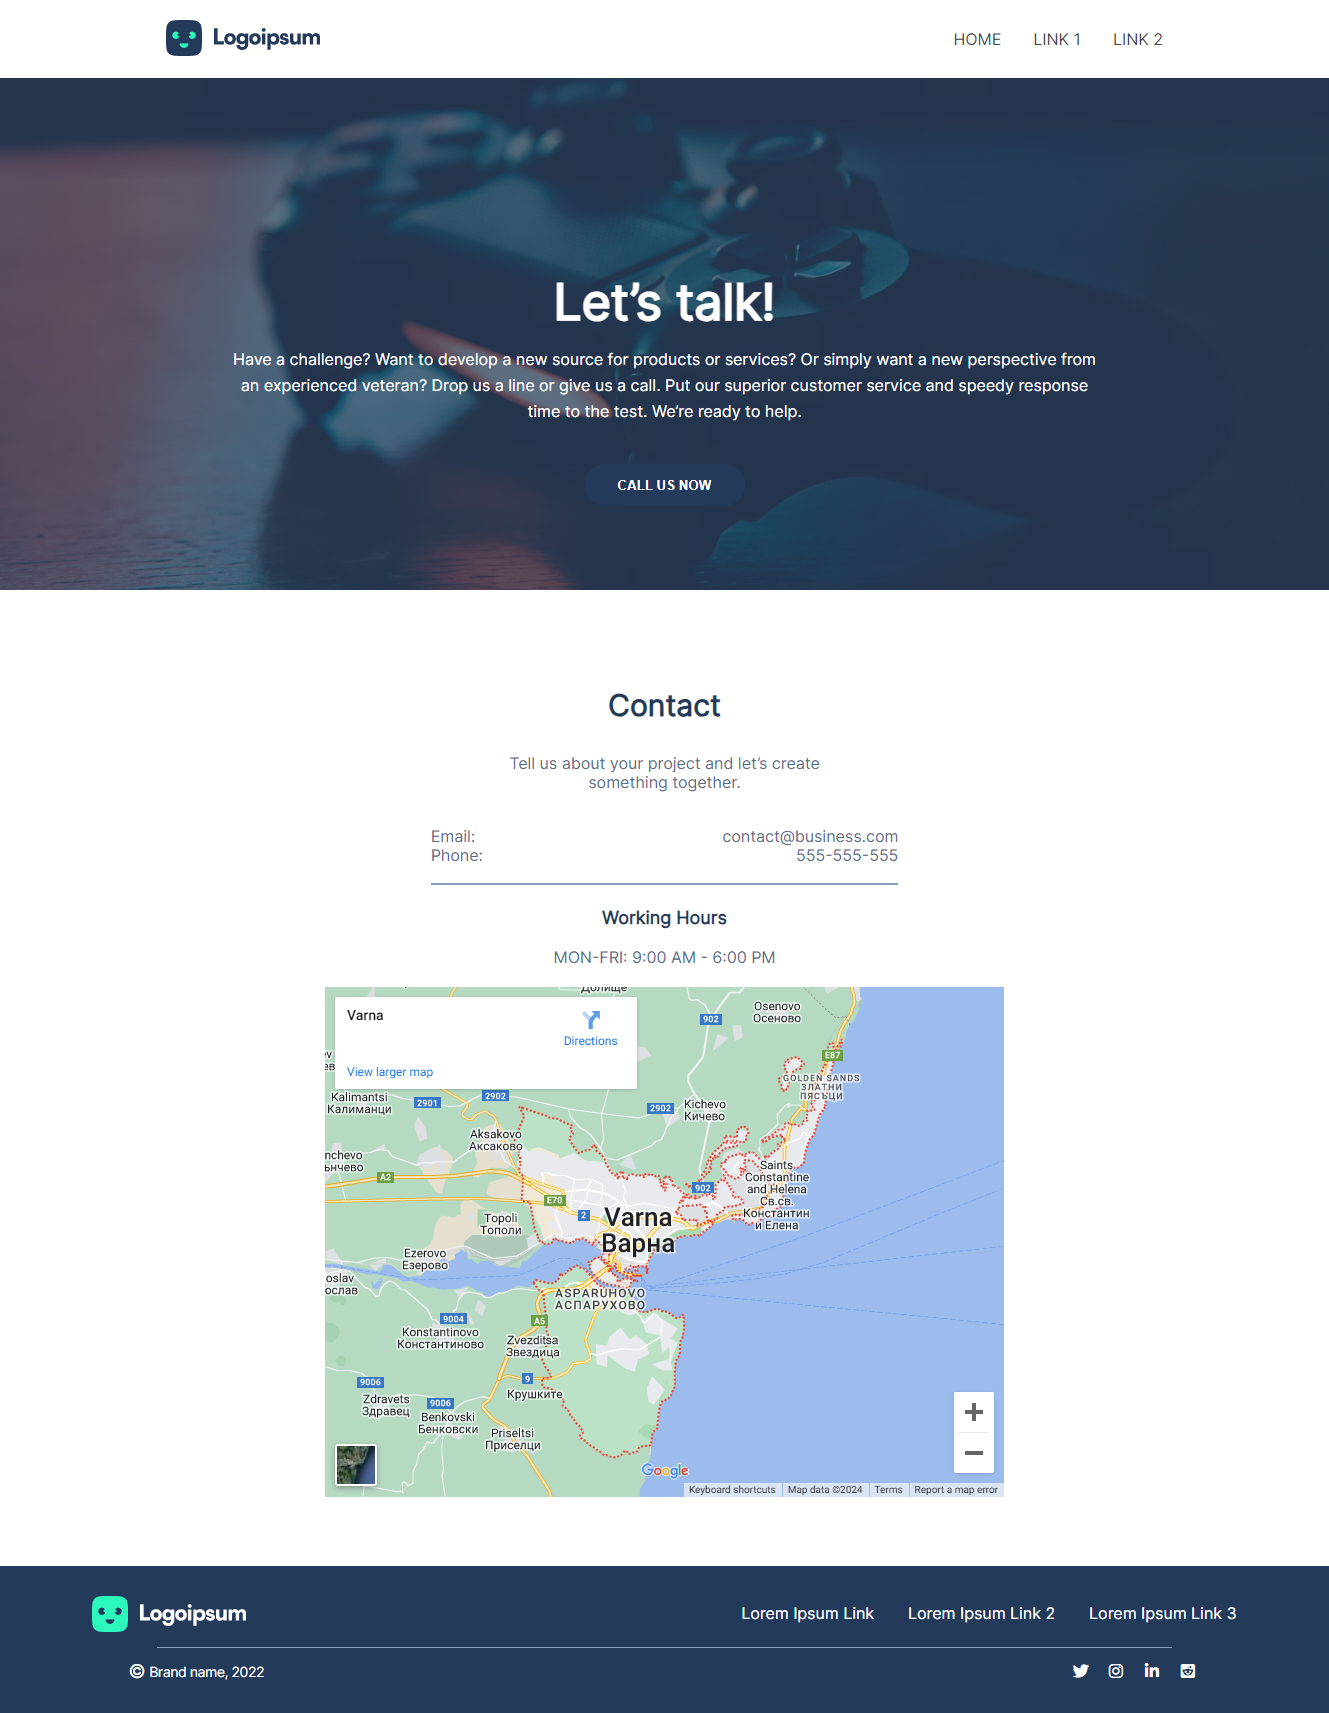 Logoipsum
HOME LINK 1 LINK 2
Let's talk!
Have a challenge? Want to develop a new source for products or services? Or simply want a new perspective from
an experienced veteran? Drop us a line or give us a call. Put our superior customer service and speedy response
time to the test. We're ready to help.
CALL US NOW
Contact
Tell us about your project and let's create
something together.
Email: contact@business.com
Phone: 555-555-555
Working Hours
MON-FRI: 9:00 AM - 6:00 PM
Долище
Varna
Directions
View larger map
Osenovo
Осеново
902
E87
GOLDEN SANDS
ЗЛАТНИ
ПЯСЪЦИ
Kalimantsi
Калиманци
2901
2902
2902
Kichevo
Кичево
Aksakovo
Аксаково
nchevo
ънчево
A2
Saints
Constantine
and Helena
Св.св.
Константин
и Елена
902
E70
2
Topoli
Тополи
Varna
Варна
Ezerovo
Езерово
oslav
ослав
ASPARUHOVO
АСПАРУХОВО
9004
A5
Konstantinovo
Константиново
Zvezditsa
Звездица
9
9006
Крушките
Zdravets
Здравец
9006
Benkovski
Бенковски
Priseltsi
Приселци
Google
Keyboard shortcuts Map data ©2024 Terms Report a map error
Logoipsum
Lorem Ipsum Link Lorem Ipsum Link 2 Lorem Ipsum Link 3
© Brand name, 2022